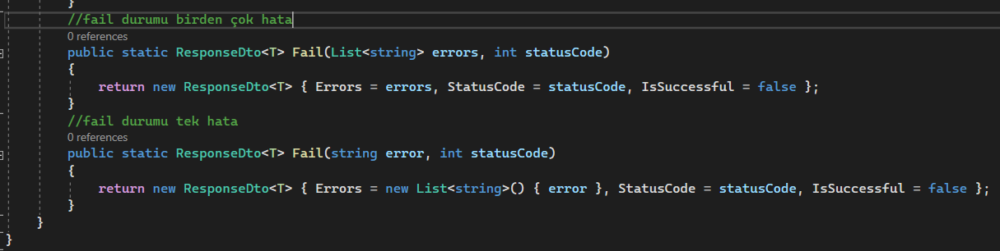 }
//fail durumu birden çok hata
0 references
public static ResponseDto<T> Fail(List<string> errors, int statusCode)
{
return new ResponseDto<T> { Errors = errors, StatusCode = statusCode, IsSuccessful = false };
}
//fail durumu tek hata
0 references
public static ResponseDto<T> Fail(string error, int statusCode)
{
return new ResponseDto<T> { Errors = new List<string>() { error }, StatusCode = statusCode, IsSuccessful = false };
}
}
}